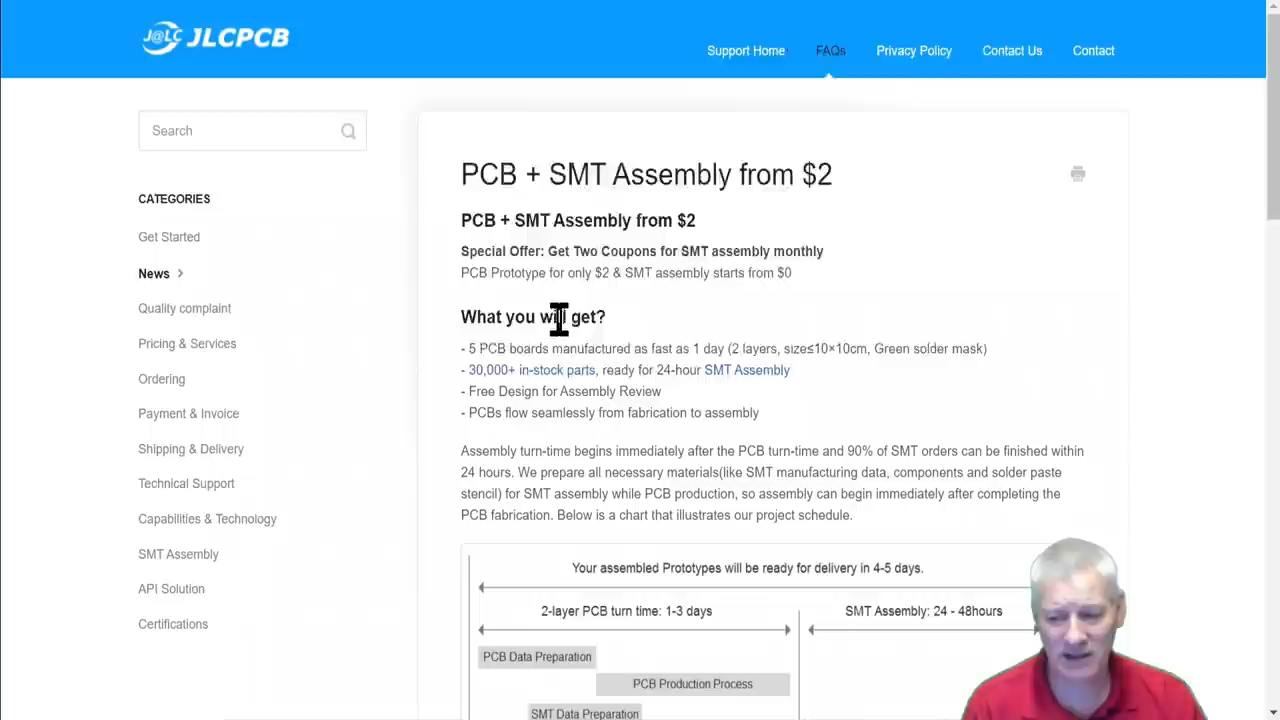 J@LC JLCPCB
Support Home
FAQs
Privacy Policy
Contact Us
Contact
Search
CATEGORIES
Get Started
News
Quality complaint
Pricing & Services
Ordering
Payment & Invoice
Shipping & Delivery
Technical Support
Capabilities & Technology
SMT Assembly
API Solution
Certifications
PCB + SMT Assembly from $2
PCB + SMT Assembly from $2
Special Offer: Get Two Coupons for SMT assembly monthly
PCB Prototype for only $2 & SMT assembly starts from $0
What you will get?
- 5 PCB boards manufactured as fast as 1 day (2 layers, size≤10×10cm, Green solder mask)
- 30,000+ in-stock parts, ready for 24-hour SMT Assembly
- Free Design for Assembly Review
- PCBs flow seamlessly from fabrication to assembly
Assembly turn-time begins immediately after the PCB turn-time and 90% of SMT orders can be finished within
24 hours. We prepare all necessary materials(like SMT manufacturing data, components and solder paste
stencil) for SMT assembly while PCB production, so assembly can begin immediately after completing the
PCB fabrication. Below is a chart that illustrates our project schedule.
Your assembled Prototypes will be ready for delivery in 4-5 days.
2-layer PCB turn time: 1-3 days
SMT Assembly: 24 - 48hours
PCB Data Preparation
PCB Production Process
SMT Data Preparation